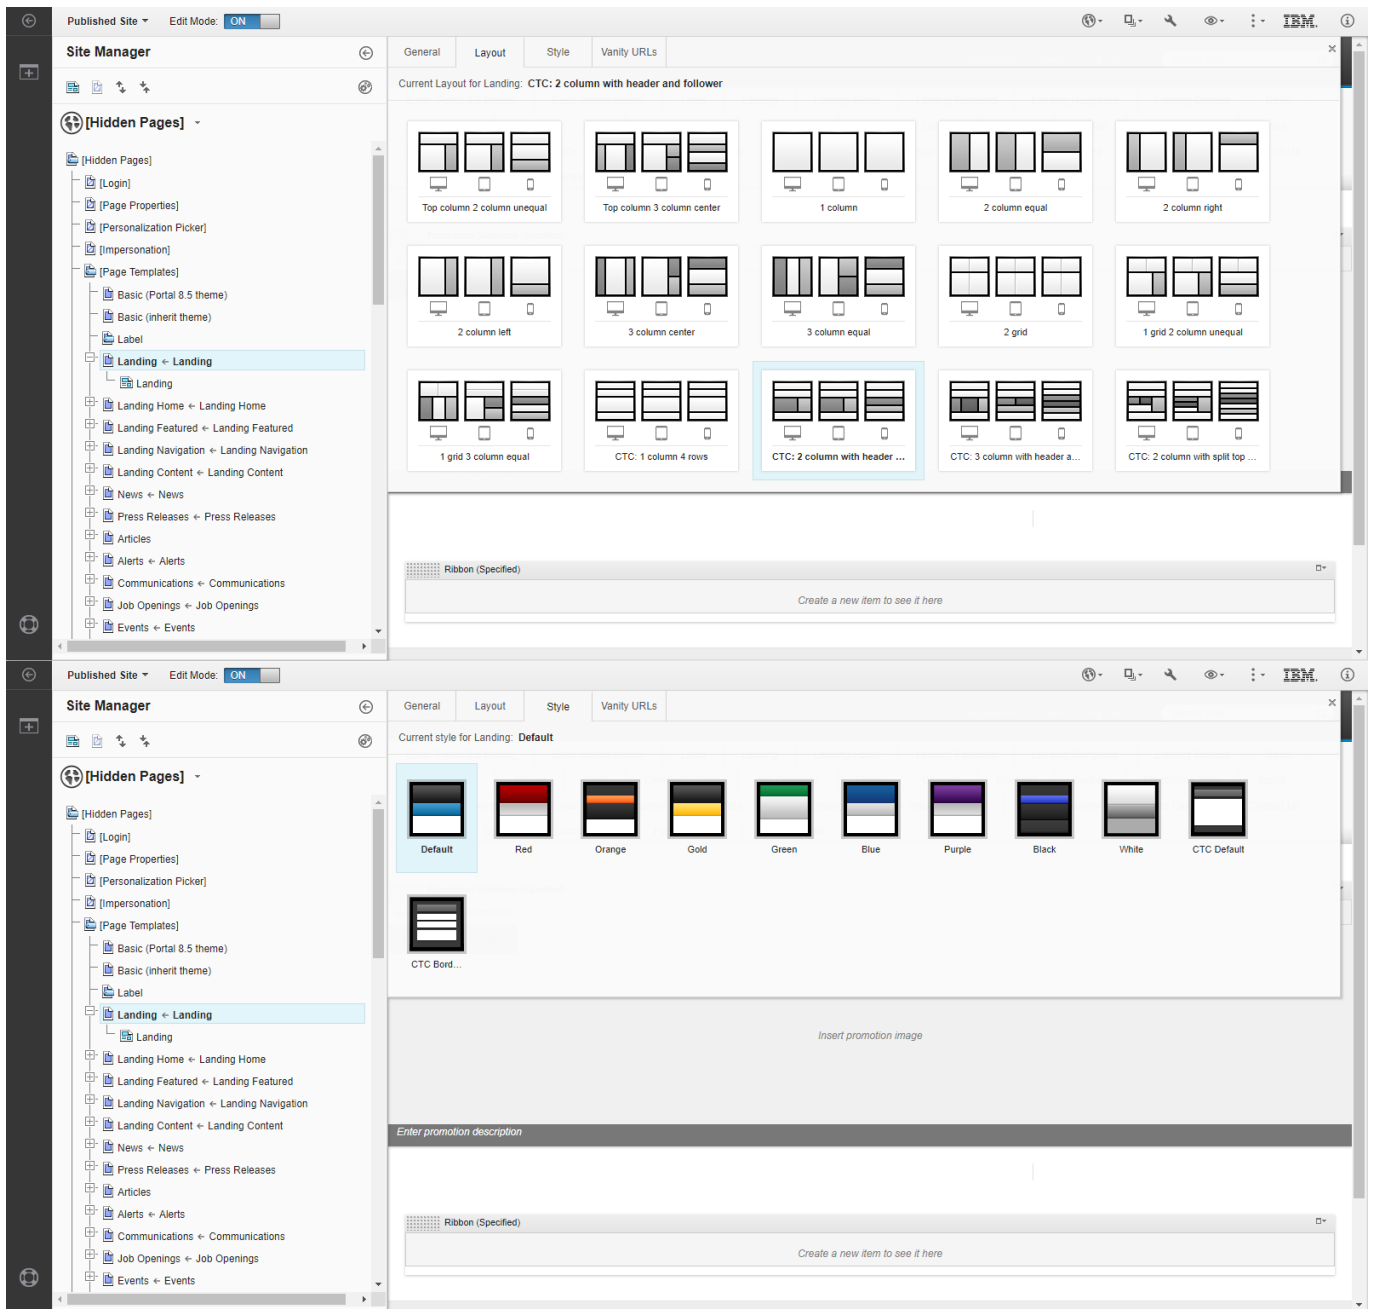 Published Site Edit Mode: ON IBM.
Site Manager
[Hidden Pages]
[Hidden Pages]
[Login]
[Page Properties]
[Personalization Picker]
[Impersonation]
[Page Templates]
Basic (Portal 8.5 theme)
Basic (inherit theme)
Label
Landing ← Landing
Landing
Landing Home ← Landing Home
Landing Featured ← Landing Featured
Landing Navigation ← Landing Navigation
Landing Content ← Landing Content
News ← News
Press Releases ← Press Releases
Articles
Alerts ← Alerts
Communications ← Communications
Job Openings ← Job Openings
Events ← Events
General Layout Style Vanity URLs
Current Layout for Landing: CTC: 2 column with header and follower
Top column 2 column unequal Top column 3 column center 1 column 2 column equal 2 column right
2 column left 3 column center 3 column equal 2 grid 1 grid 2 column unequal
1 grid 3 column equal CTC: 1 column 4 rows CTC: 2 column with header ... CTC: 3 column with header a... CTC: 2 column with split top ...
Ribbon (Specified)
Create a new item to see it here
Published Site Edit Mode: ON IBM.
Site Manager
[Hidden Pages]
[Hidden Pages]
[Login]
[Page Properties]
[Personalization Picker]
[Impersonation]
[Page Templates]
Basic (Portal 8.5 theme)
Basic (inherit theme)
Label
Landing ← Landing
Landing
Landing Home ← Landing Home
Landing Featured ← Landing Featured
Landing Navigation ← Landing Navigation
Landing Content ← Landing Content
News ← News
Press Releases ← Press Releases
Articles
Alerts ← Alerts
Communications ← Communications
Job Openings ← Job Openings
Events ← Events
General Layout Style Vanity URLs
Current style for Landing: Default
Default Red Orange Gold Green Blue Purple Black White CTC Default
CTC Bord...
Insert promotion image
Enter promotion description
Ribbon (Specified)
Create a new item to see it here